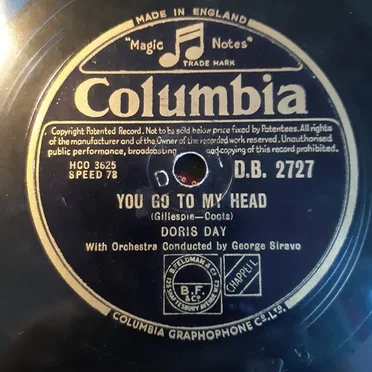 MADE IN ENGLAND
"Magic Notes"
TRADE MARK
Columbia
Copyright Patented Record. Not to be sold below price fixed by Patentees. All rights
of the manufacturer and of the Owner of the recorded work reserved. Unauthorised
public performance, broadcasting and copying of this record prohibited.
HCO 3625
SPEED 78
D.B. 2727
YOU GO TO MY HEAD
(Gillespie—Coots)
DORIS DAY
With Orchestra Conducted by George Siravo
B. FELDMAN & CO
B.F.
& Co
CHAPPELL
COLUMBIA GRAPHOPHONE CO. LTD.